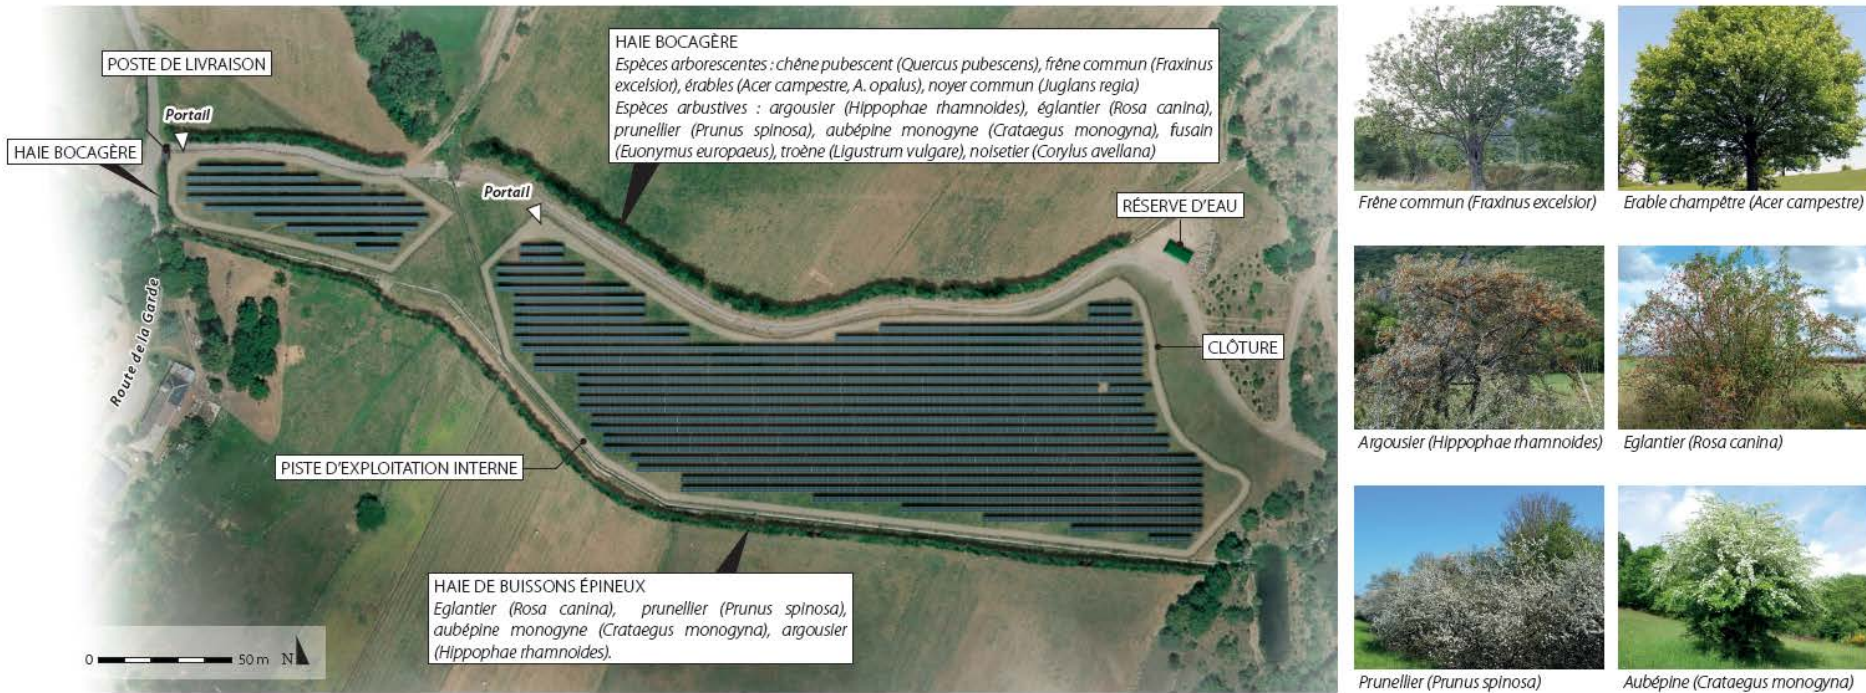 POSTE DE LIVRAISON
Portail
HAIE BOCAGÈRE
HAIE BOCAGÈRE
Espèces arborescentes : chêne pubescent (Quercus pubescens), frêne commun (Fraxinus
excelsior), érables (Acer campestre, A. opalus), noyer commun (Juglans regia)
Espèces arbustives : argousier (Hippophae rhamnoides), églantier (Rosa canina),
prunellier (Prunus spinosa), aubépine monogyne (Crataegus monogyna), fusain
(Euonymus europaeus), troène (Ligustrum vulgare), noisetier (Corylus avellana)
Portail
RÉSERVE D'EAU
Route de la Garde
CLÔTURE
PISTE D'EXPLOITATION INTERNE
HAIE DE BUISSONS ÉPINEUX
Eglantier (Rosa canina), prunellier (Prunus spinosa),
aubépine monogyne (Crataegus monogyna), argousier
(Hippophae rhamnoides).
0 50 m N
Frêne commun (Fraxinus excelsior)
Erable champêtre (Acer campestre)
Argousier (Hippophae rhamnoides)
Eglantier (Rosa canina)
Prunellier (Prunus spinosa)
Aubépine (Crataegus monogyna)